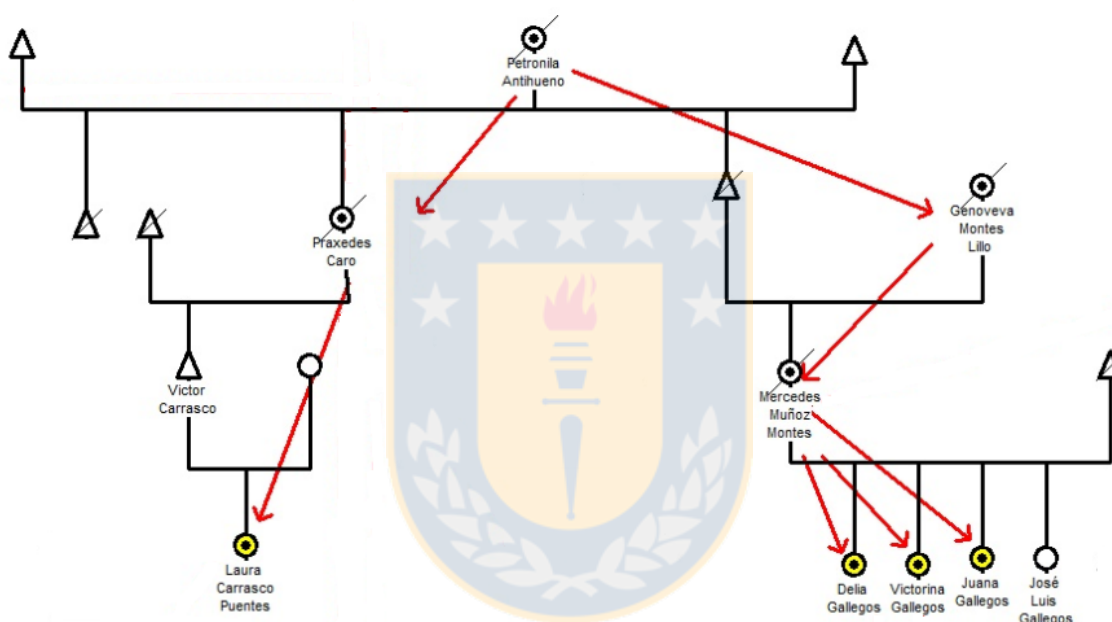 Petronila
Antihueno
Genoveva
Montes
Lillo
Praxedes
Caro
Victor
Carrasco
Mercedes
Muñoz
Montes
Laura
Carrasco
Puentes
Delia
Gallegos
Victorina
Gallegos
Juana
Gallegos
José
Luis
Gallegos